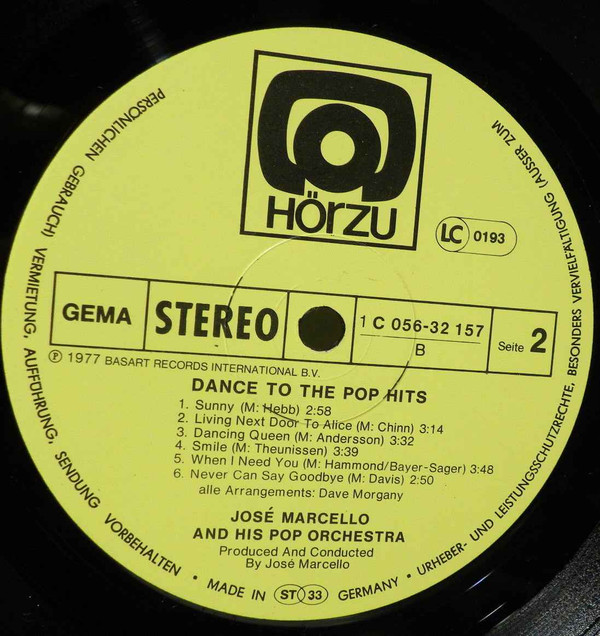 HÖrZU
LC 0193
GEMA STEREO 1 C 056-32 157 B Seite 2
Ⓟ 1977 BASART RECORDS INTERNATIONAL B.V.
DANCE TO THE POP HITS
1. Sunny (M: Hebb) 2:58
2. Living Next Door To Alice (M: Chinn) 3:14
3. Dancing Queen (M: Andersson) 3:32
4. Smile (M: Theunissen) 3:39
5. When I Need You (M: Hammond/Bayer-Sager) 3:48
6. Never Can Say Goodbye (M: Davis) 2:50
alle Arrangements: Dave Morgany
JOSÉ MARCELLO
AND HIS POP ORCHESTRA
Produced And Conducted
By José Marcello
URHEBER- UND LEISTUNGSSCHUTZRECHTE, BESONDERS VERVIELFÄLTIGUNG (AUSSER ZUM PERSÖNLICHEN GEBRAUCH) VERMIETUNG, AUFFÜHRUNG, SENDUNG VORBEHALTEN • MADE IN ST 33 GERMANY •